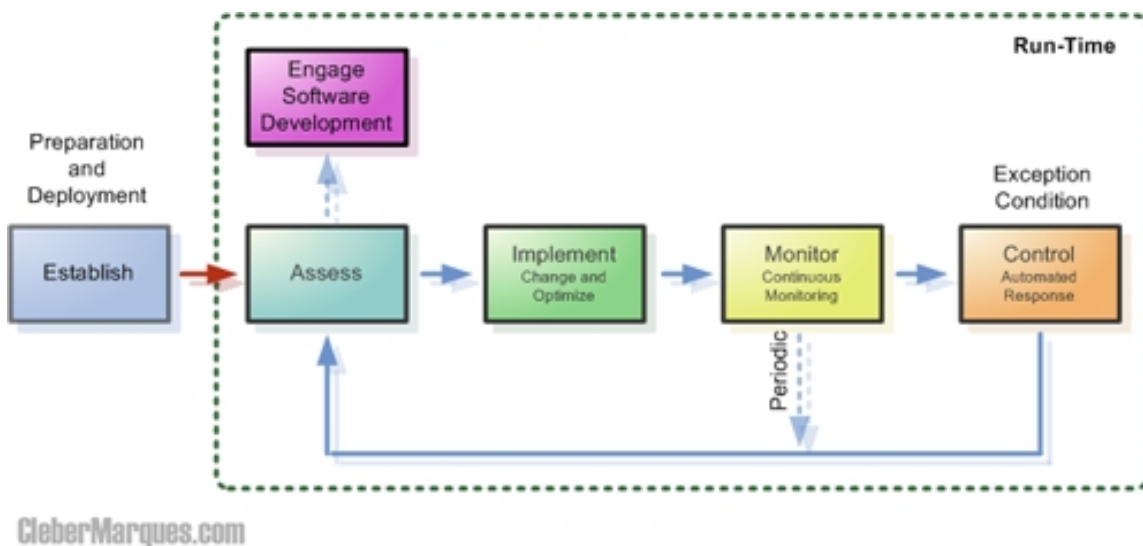 Run-Time
Engage
Software
Development
Preparation
and
Deployment
Exception
Condition
Establish
Assess
Implement
Change and
Optimize
Monitor
Continuous
Monitoring
Control
Automated
Response
Periodic
CleberMarques.com